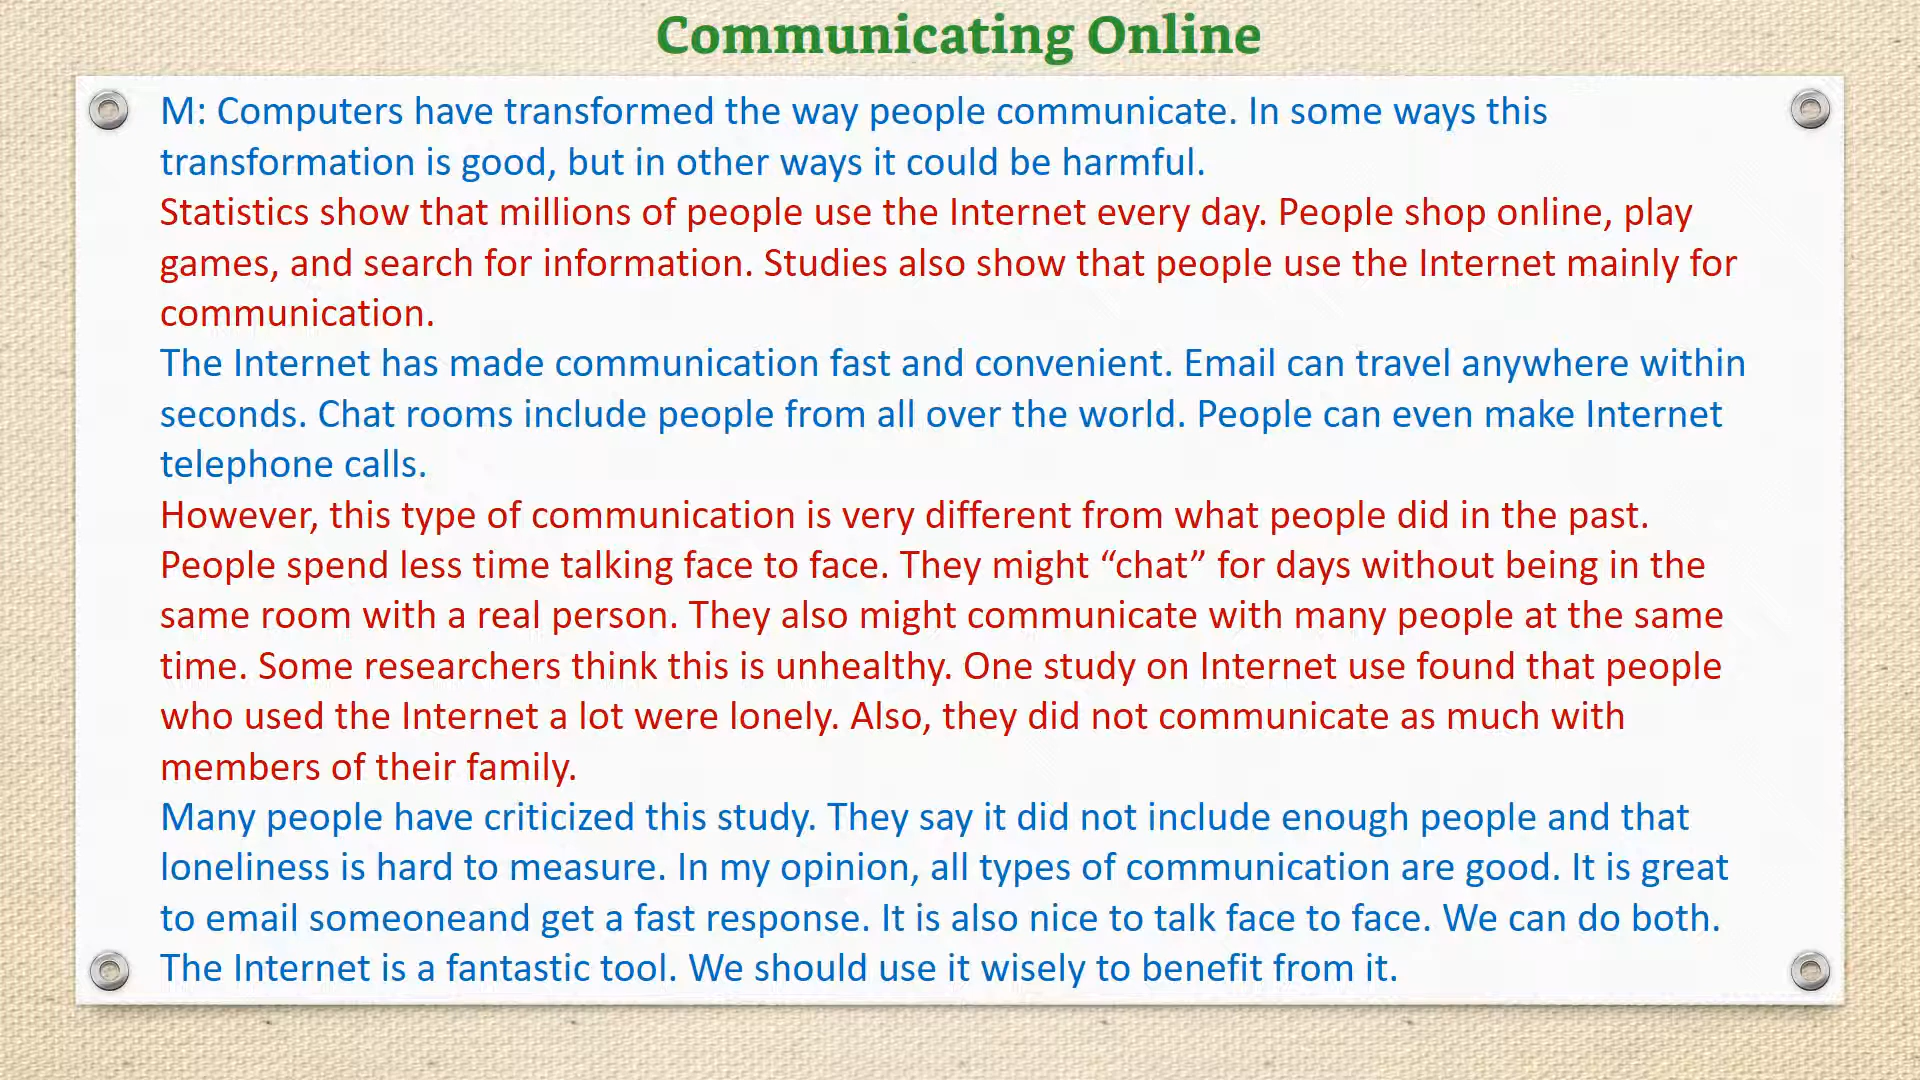 Communicating Online
M: Computers have transformed the way people communicate. In some ways this
transformation is good, but in other ways it could be harmful.
Statistics show that millions of people use the Internet every day. People shop online, play
games, and search for information. Studies also show that people use the Internet mainly for
communication.
The Internet has made communication fast and convenient. Email can travel anywhere within
seconds. Chat rooms include people from all over the world. People can even make Internet
telephone calls.
However, this type of communication is very different from what people did in the past.
People spend less time talking face to face. They might “chat” for days without being in the
same room with a real person. They also might communicate with many people at the same
time. Some researchers think this is unhealthy. One study on Internet use found that people
who used the Internet a lot were lonely. Also, they did not communicate as much with
members of their family.
Many people have criticized this study. They say it did not include enough people and that
loneliness is hard to measure. In my opinion, all types of communication are good. It is great
to email someoneand get a fast response. It is also nice to talk face to face. We can do both.
The Internet is a fantastic tool. We should use it wisely to benefit from it.